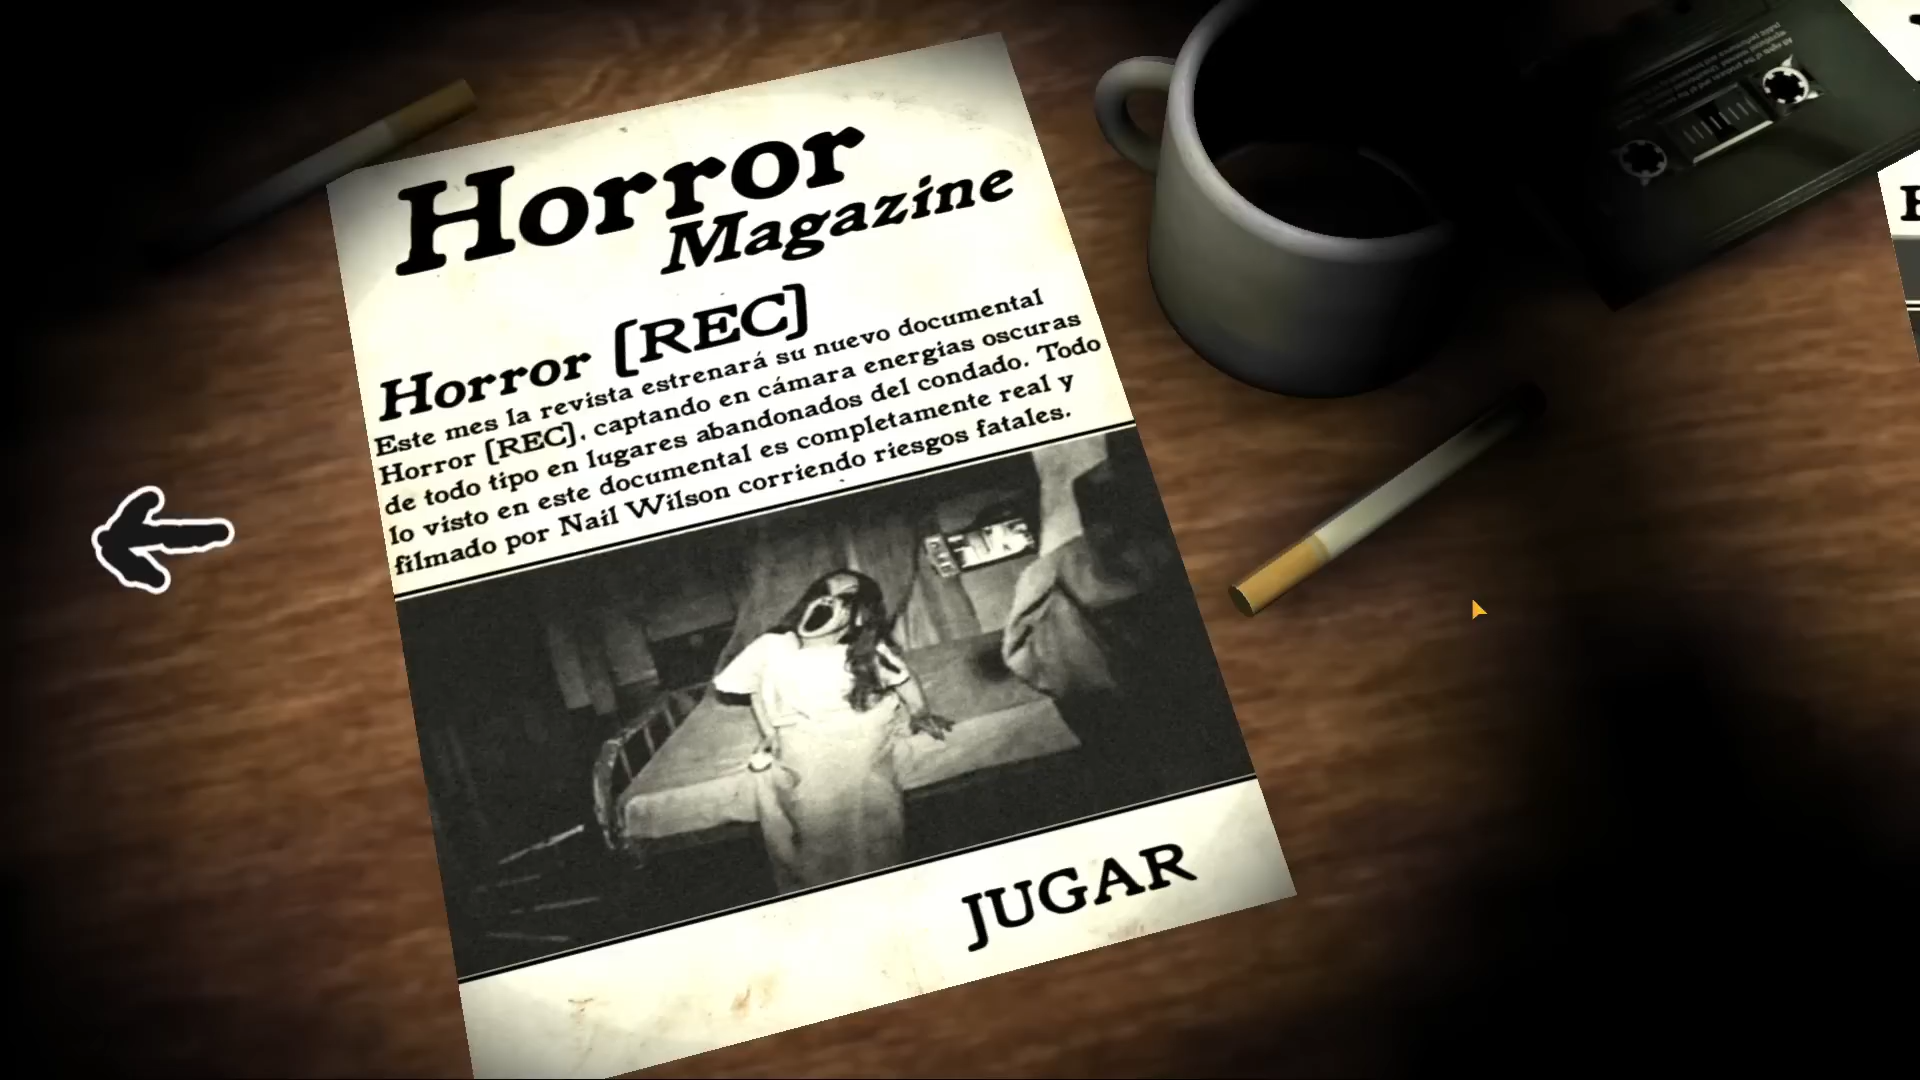 Horror
Magazine
Horror [REC]
Este mes la revista estrenará su nuevo documental
Horror [REC], captando en cámara energias oscuras
de todo tipo en lugares abandonados del condado. Todo
lo visto en este documental es completamente real y
filmado por Nail Wilson corriendo riesgos fatales.
JUGAR